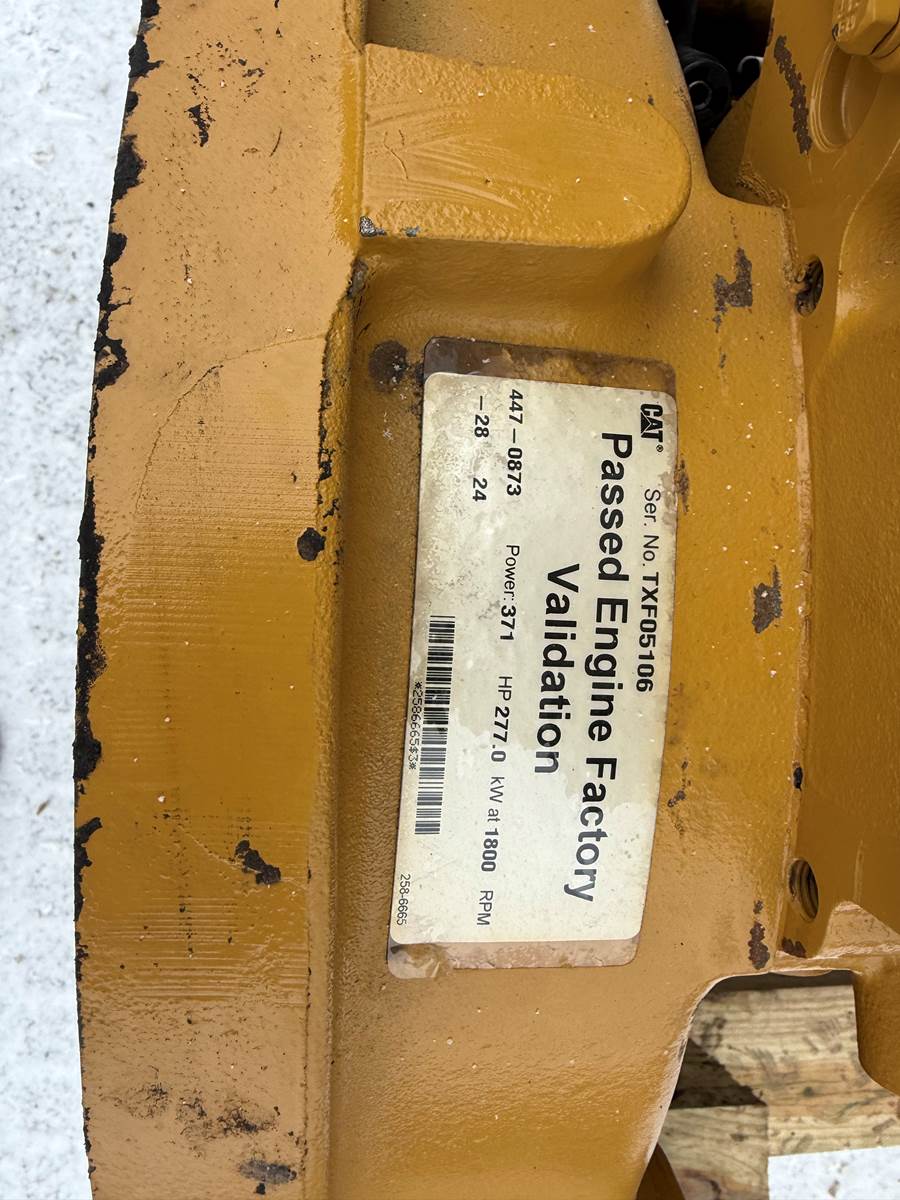 CAT® Ser. No. TXF05106
Passed Engine Factory
Validation
447-0873 Power: 371 HP 277.0 kW at 1800 RPM
-28 24
*2586665$3*
258-6665